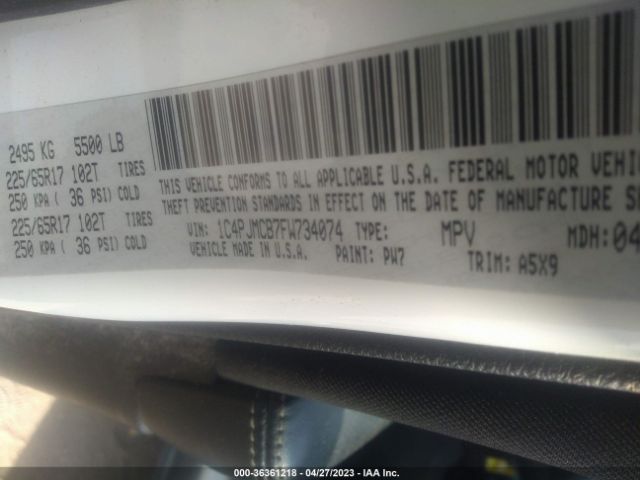 2495 KG 5500 LB
225/65R17 102T TIRES
250 KPA ( 36 PSI) COLD
225/65R17 102T TIRES
250 KPA ( 36 PSI) COLD
THIS VEHICLE CONFORMS TO ALL APPLICABLE U.S.A. FEDERAL MOTOR VEHIC
THEFT PREVENTION STANDARDS IN EFFECT ON THE DATE OF MANUFACTURE SH
VIN: 1C4PJMCB7FW734074 TYPE: MPV MDH:04
VEHICLE MADE IN U.S.A. PAINT: PW7 TRIM: A5X9
000-36361218 - 04/27/2023 - IAA Inc.